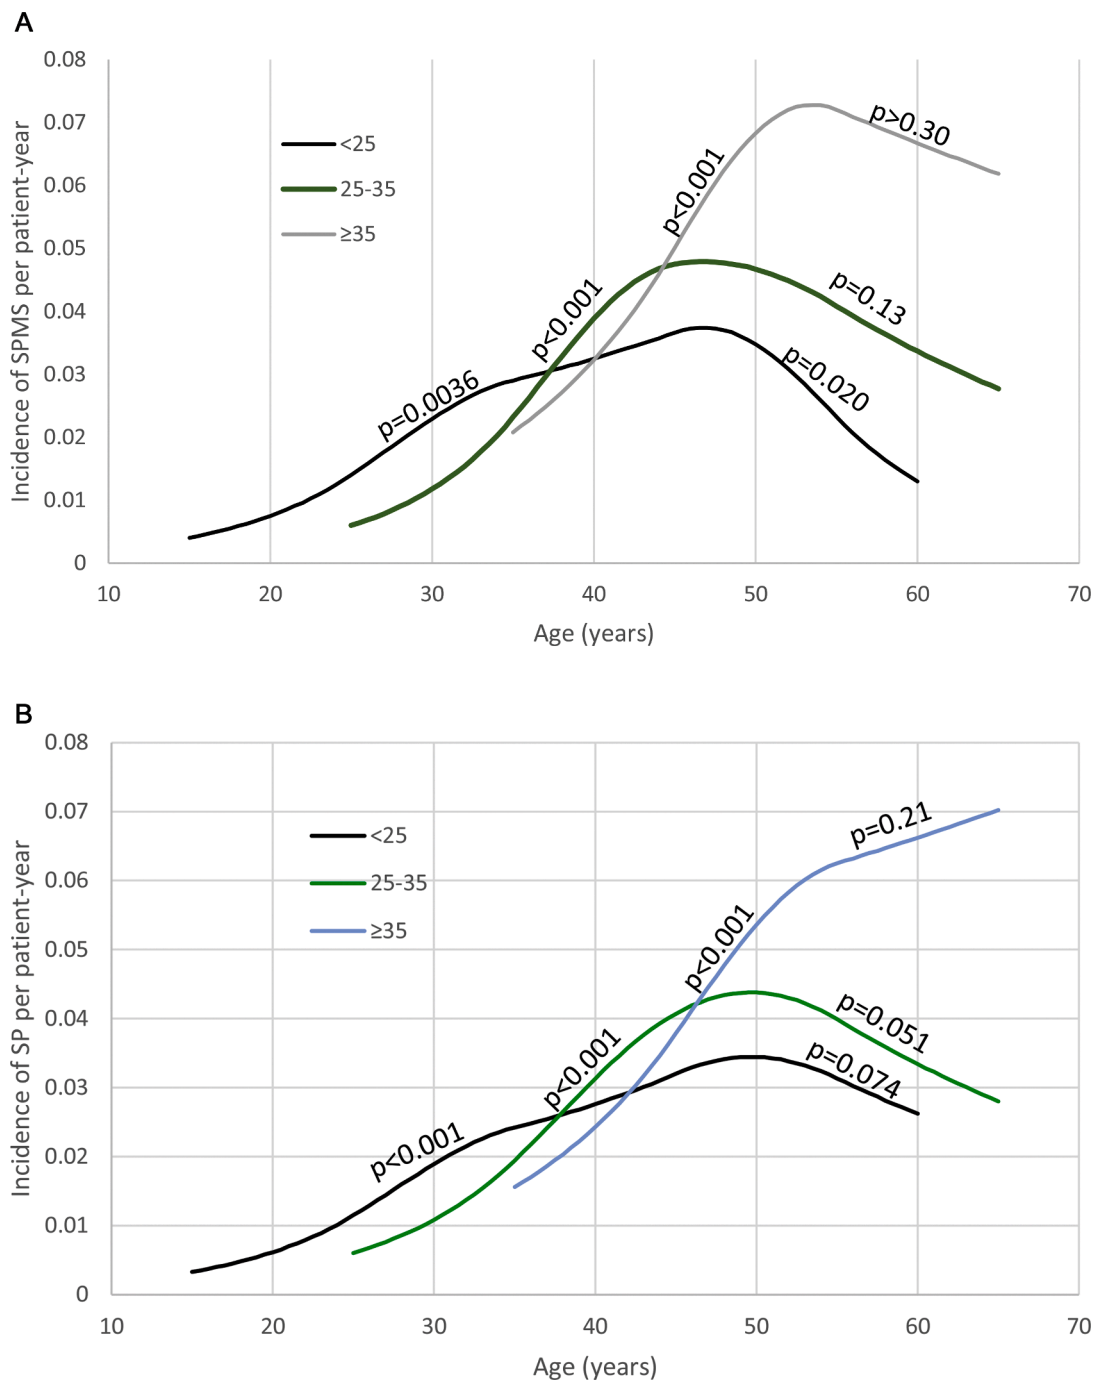 A
Incidence of SPMS per patient-year
0.08
0.07
0.06
0.05
0.04
0.03
0.02
0.01
0
<25
25-35
≥35
p=0.0036
p<0.001
p<0.001
p>0.30
p=0.13
p=0.020
10 20 30 40 50 60 70
Age (years)
B
Incidence of SP per patient-year
0.08
0.07
0.06
0.05
0.04
0.03
0.02
0.01
0
<25
25-35
≥35
p<0.001
p<0.001
p<0.001
p=0.21
p=0.051
p=0.074
10 20 30 40 50 60 70
Age (years)